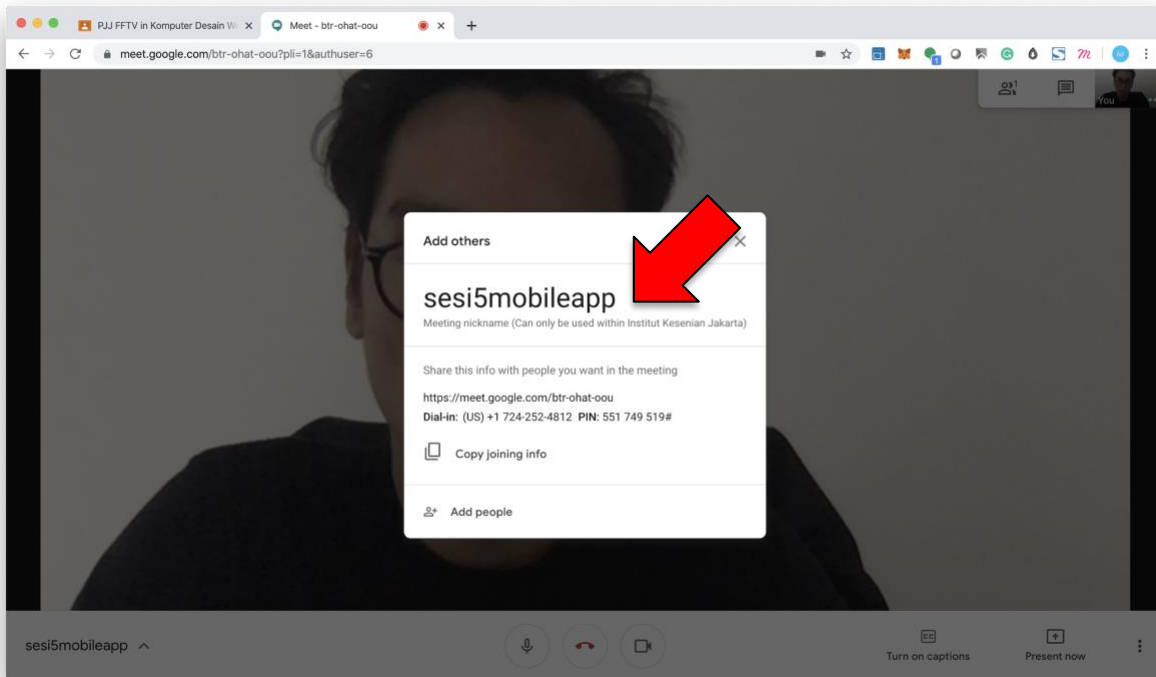 PJJ FFTV in Komputer Desain W
Meet - btr-ohat-oou
meet.google.com/btr-ohat-oou?pli=1&authuser=6
1
1
You
Add others
sesi5mobileapp
Meeting nickname (Can only be used within Institut Kesenian Jakarta)
Share this info with people you want in the meeting
https://meet.google.com/btr-ohat-oou
Dial-in: (US) +1 724-252-4812 PIN: 551 749 519#
Copy joining info
Add people
sesi5mobileapp
CC
Turn on captions
Present now